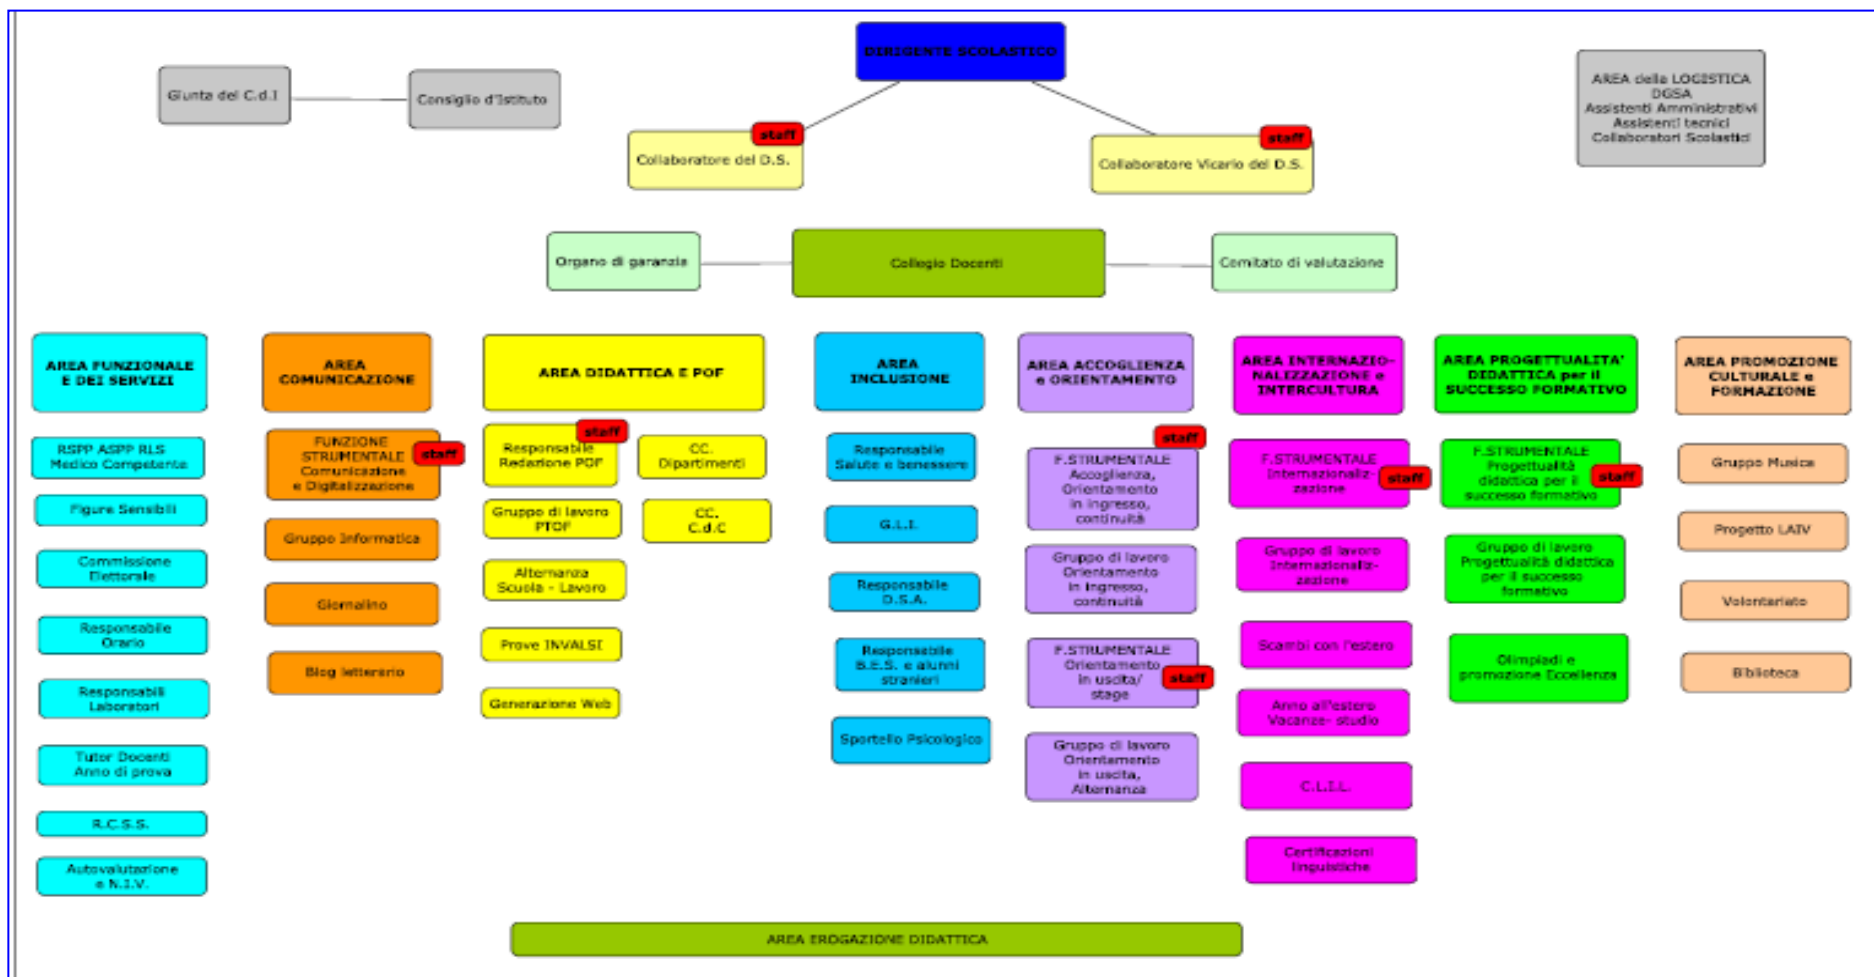 DIRIGENTE SCOLASTICO
Giunta del C.d.I
Consiglio d'Istituto
AREA della LOGISTICA
DGSA
Assistenti Amministrativi
Assistenti tecnici
Collaboratori Scolastici
staff
Collaboratore del D.S.
staff
Collaboratore Vicario del D.S.
Organo di garanzia
Collegio Docenti
Comitato di valutazione
AREA FUNZIONALE
E DEI SERVIZI
RSPP ASPP RLS
Medico Competente
Figure Sensibili
Commissione
Elettorale
Responsabile
Orario
Responsabili
Laboratori
Tutor Docenti
Anno di prova
R.C.S.S.
Autovalutazione
e N.I.V.
AREA
COMUNICAZIONE
FUNZIONE
STRUMENTALE
Comunicazione
e Digitalizzazione
staff
Gruppo Informatica
Giornalino
Blog letterario
AREA DIDATTICA E POF
staff
Responsabile
Redazione POF
CC.
Dipartimenti
Gruppo di lavoro
PTOF
CC.
C.d.C
Alternanza
Scuola - Lavoro
Prove INVALSI
Generazione Web
AREA
INCLUSIONE
Responsabile
Salute e benessere
G.L.I.
Responsabile
D.S.A.
Responsabile
B.E.S. e alunni
stranieri
Sportello Psicologico
AREA ACCOGLIENZA
e ORIENTAMENTO
staff
F.STRUMENTALE
Accoglienza,
Orientamento
in ingresso,
continuità
Gruppo di lavoro
Orientamento
in ingresso,
continuità
F.STRUMENTALE
Orientamento
in uscita/
stage
staff
Gruppo di lavoro
Orientamento
in uscita,
Alternanza
AREA INTERNAZIO-
NALIZZAZIONE e
INTERCULTURA
F.STRUMENTALE
Internazionaliz-
zazione
staff
Gruppo di lavoro
Internazionaliz-
zazione
Scambi con l'estero
Anno all'estero
Vacanze- studio
C.L.I.L.
Certificazioni
linguistiche
AREA PROGETTUALITA'
DIDATTICA per il
SUCCESSO FORMATIVO
F.STRUMENTALE
Progettualità
didattica per il
successo formativo
staff
Gruppo di lavoro
Progettualità didattica
per il successo
formativo
Olimpiadi e
promozione Eccellenza
AREA PROMOZIONE
CULTURALE e
FORMAZIONE
Gruppo Musica
Progetto LAIV
Volontariato
Biblioteca
AREA EROGAZIONE DIDATTICA